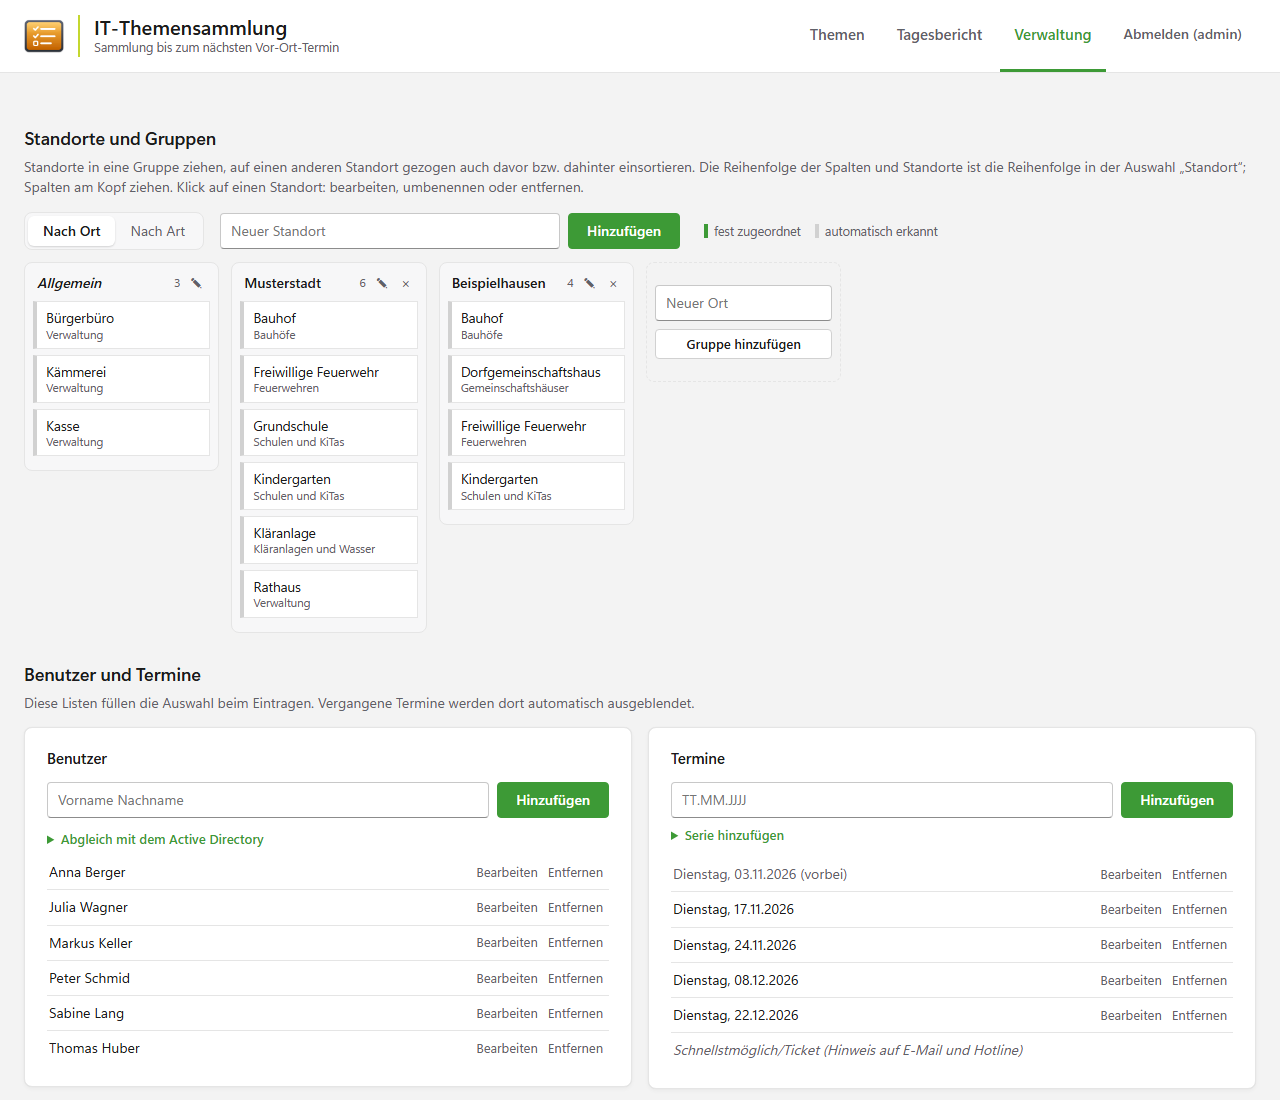 IT-Themensammlung
Sammlung bis zum nächsten Vor-Ort-Termin
Themen
Tagesbericht
Verwaltung
Abmelden (admin)
Standorte und Gruppen
Standorte in eine Gruppe ziehen, auf einen anderen Standort gezogen auch davor bzw. dahinter einsortieren. Die Reihenfolge der Spalten und Standorte ist die Reihenfolge in der Auswahl „Standort“;
Spalten am Kopf ziehen. Klick auf einen Standort: bearbeiten, umbenennen oder entfernen.
Nach Ort
Nach Art
Neuer Standort
Hinzufügen
fest zugeordnet
automatisch erkannt
Allgemein 3
Bürgerbüro
Verwaltung
Kämmerei
Verwaltung
Kasse
Verwaltung
Musterstadt 6 ×
Bauhof
Bauhöfe
Freiwillige Feuerwehr
Feuerwehren
Grundschule
Schulen und KiTas
Kindergarten
Schulen und KiTas
Kläranlage
Kläranlagen und Wasser
Rathaus
Verwaltung
Beispielhausen 4 ×
Bauhof
Bauhöfe
Dorfgemeinschaftshaus
Gemeinschaftshäuser
Freiwillige Feuerwehr
Feuerwehren
Kindergarten
Schulen und KiTas
Neuer Ort
Gruppe hinzufügen
Benutzer und Termine
Diese Listen füllen die Auswahl beim Eintragen. Vergangene Termine werden dort automatisch ausgeblendet.
Benutzer
Vorname Nachname
Hinzufügen
Abgleich mit dem Active Directory
Anna Berger Bearbeiten Entfernen
Julia Wagner Bearbeiten Entfernen
Markus Keller Bearbeiten Entfernen
Peter Schmid Bearbeiten Entfernen
Sabine Lang Bearbeiten Entfernen
Thomas Huber Bearbeiten Entfernen
Termine
TT.MM.JJJJ
Hinzufügen
Serie hinzufügen
Dienstag, 03.11.2026 (vorbei) Bearbeiten Entfernen
Dienstag, 17.11.2026 Bearbeiten Entfernen
Dienstag, 24.11.2026 Bearbeiten Entfernen
Dienstag, 08.12.2026 Bearbeiten Entfernen
Dienstag, 22.12.2026 Bearbeiten Entfernen
Schnellstmöglich/Ticket (Hinweis auf E-Mail und Hotline)